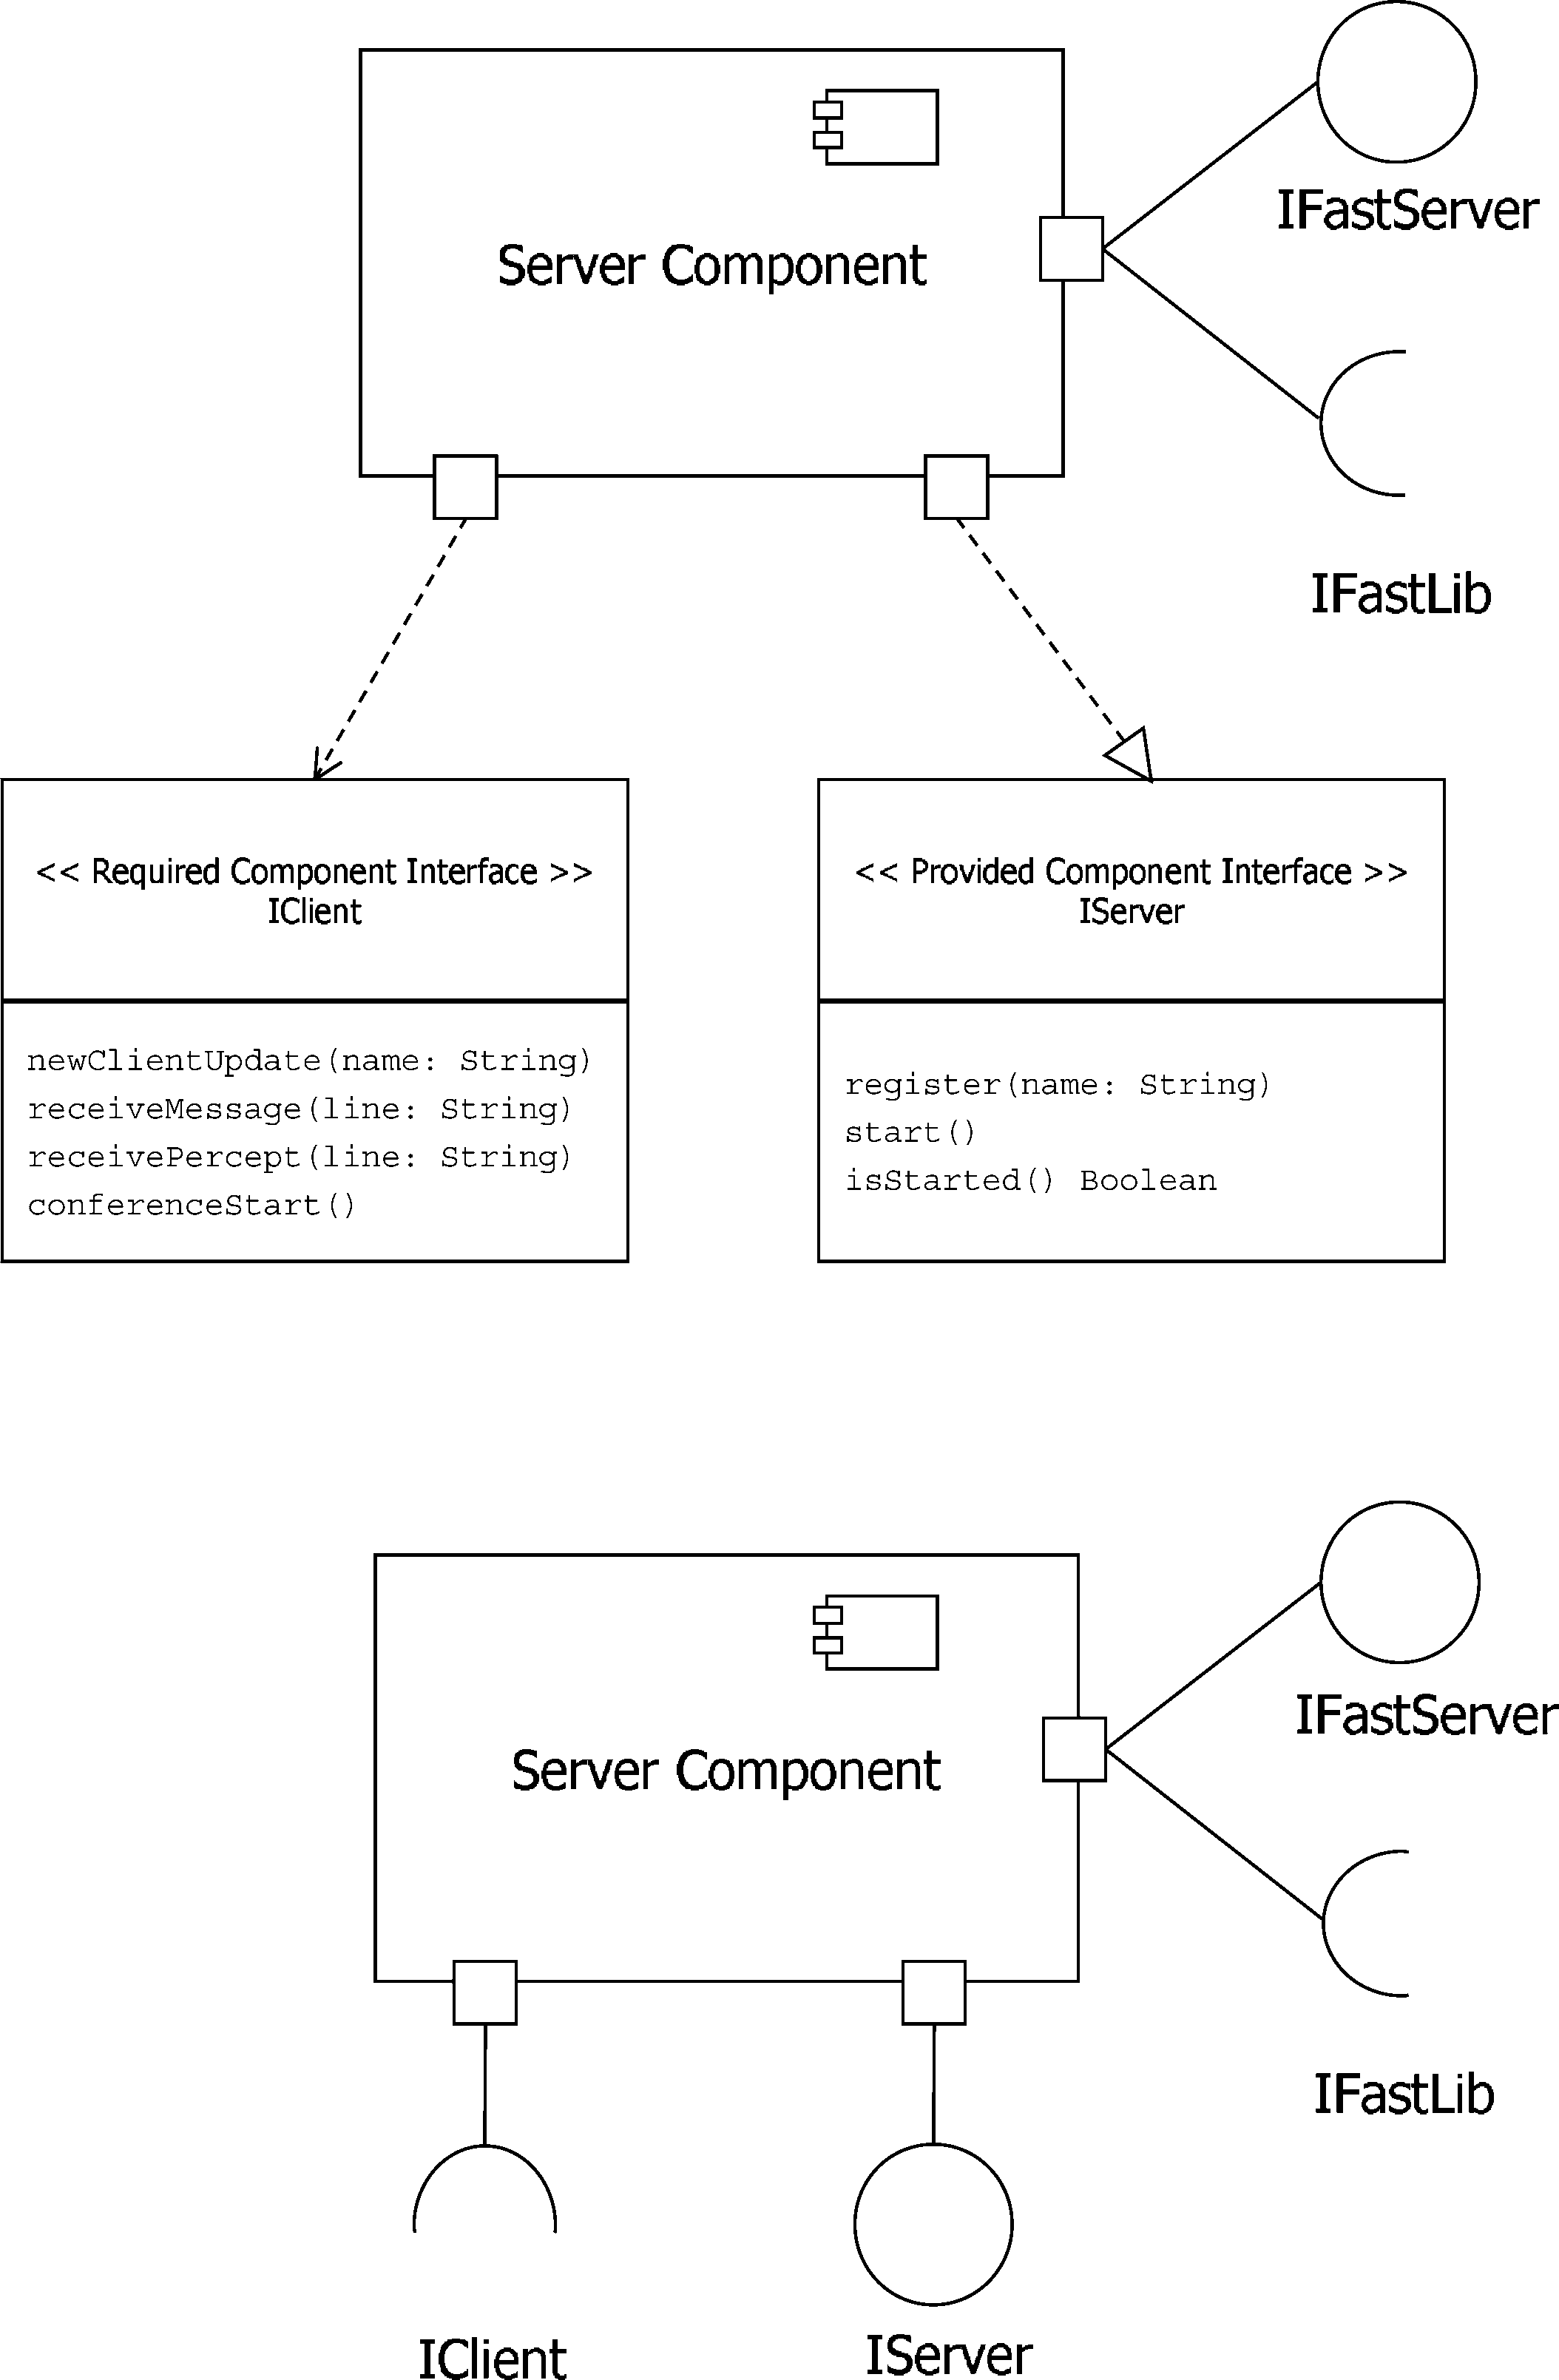 IFastServer
Server Component
IFastLib
<< Required Component Interface >>
IClient
newClientUpdate(name: String)
receiveMessage(line: String)
receivePercept(line: String)
conferenceStart()
<< Provided Component Interface >>
IServer
register(name: String)
start()
isStarted() Boolean
IFastServer
Server Component
IFastLib
IClient
IServer